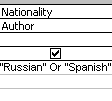 Nationality
Author
"Russian" Or "Spanish"